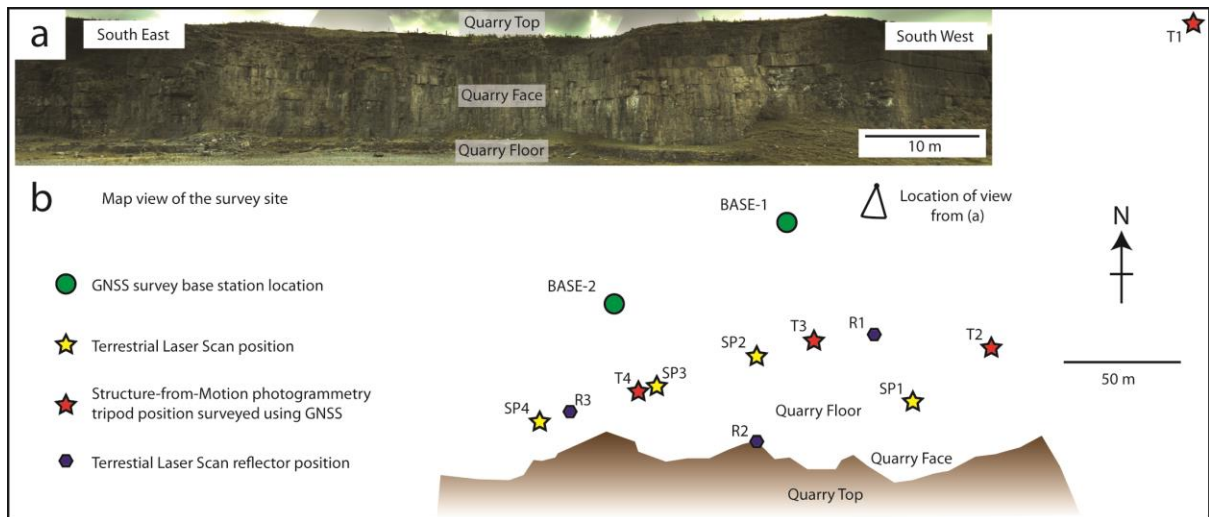 a
South East
Quarry Top
South West
T1
Quarry Face
Quarry Floor
10 m
b
Map view of the survey site
BASE-1
Location of view
from (a)
N
GNSS survey base station location
BASE-2
Terrestrial Laser Scan position
T3
R1
T2
SP2
50 m
Structure-from-Motion photogrammetry
tripod position surveyed using GNSS
T4
SP3
SP1
SP4
R3
Quarry Floor
R2
Terrestial Laser Scan reflector position
Quarry Face
Quarry Top